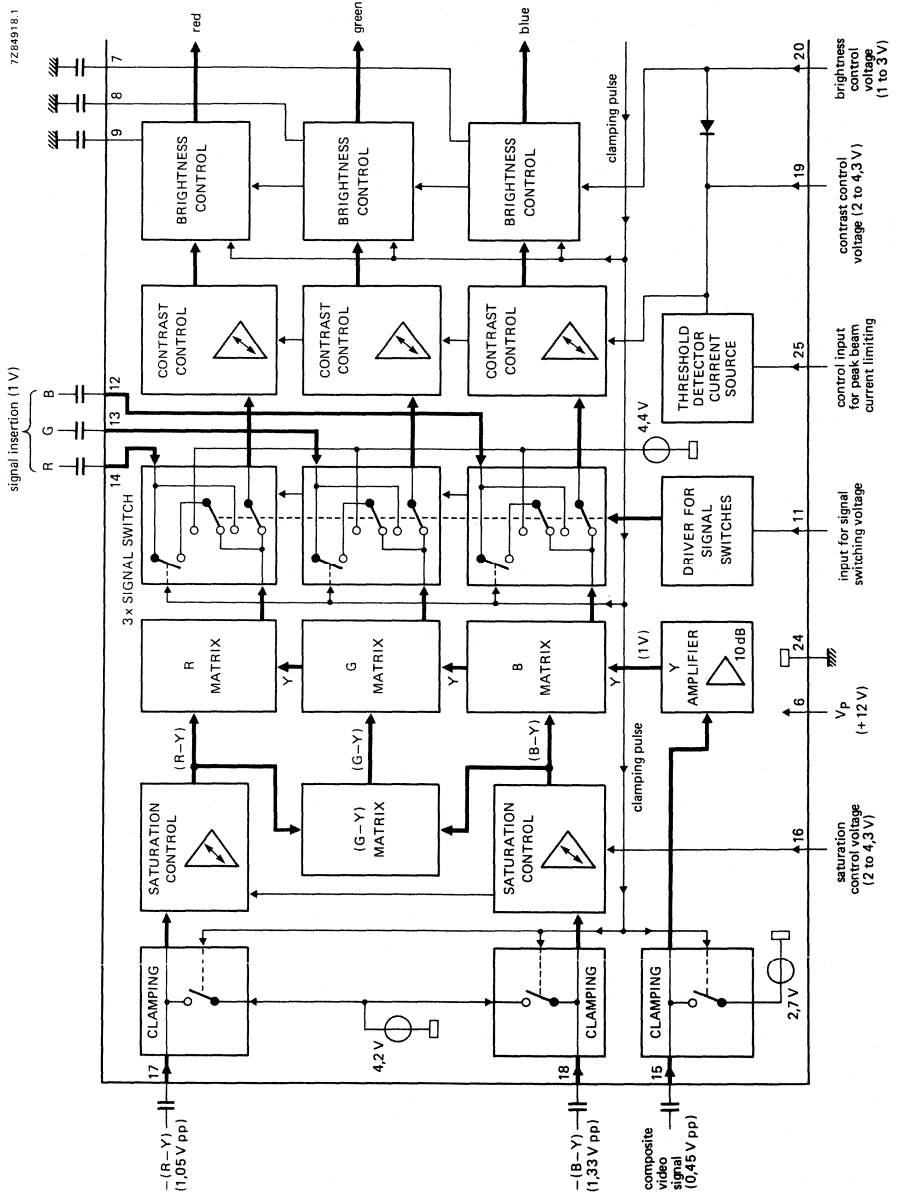 7Z84918.1
red
green
blue
7
8
9
20
brightness
control
voltage
(1 to 3 V)
BRIGHTNESS
CONTROL
BRIGHTNESS
CONTROL
BRIGHTNESS
CONTROL
clamping pulse
19
contrast control
voltage (2 to 4,3 V)
CONTRAST
CONTROL
CONTRAST
CONTROL
CONTRAST
CONTROL
THRESHOLD
DETECTOR
CURRENT
SOURCE
25
control input
for peak beam
current limiting
signal insertion (1 V)
B
G
R
12
13
14
4,4 V
3 x SIGNAL SWITCH
DRIVER FOR
SIGNAL
SWITCHES
11
input for signal
switching voltage
R
MATRIX
Y
G
MATRIX
Y
B
MATRIX
Y
(1V)
Y
AMPLIFIER
10 dB
24
6
VP
(+12 V)
(R−Y)
(G−Y)
(B−Y)
clamping pulse
SATURATION
CONTROL
(G−Y)
MATRIX
SATURATION
CONTROL
16
saturation
control voltage
(2 to 4,3 V)
CLAMPING
4,2 V
CLAMPING
CLAMPING
2,7 V
17
18
15
−(R−Y)
(1,05 V pp)
−(B−Y)
(1,33 V pp)
composite
video
signal
(0,45 V pp)